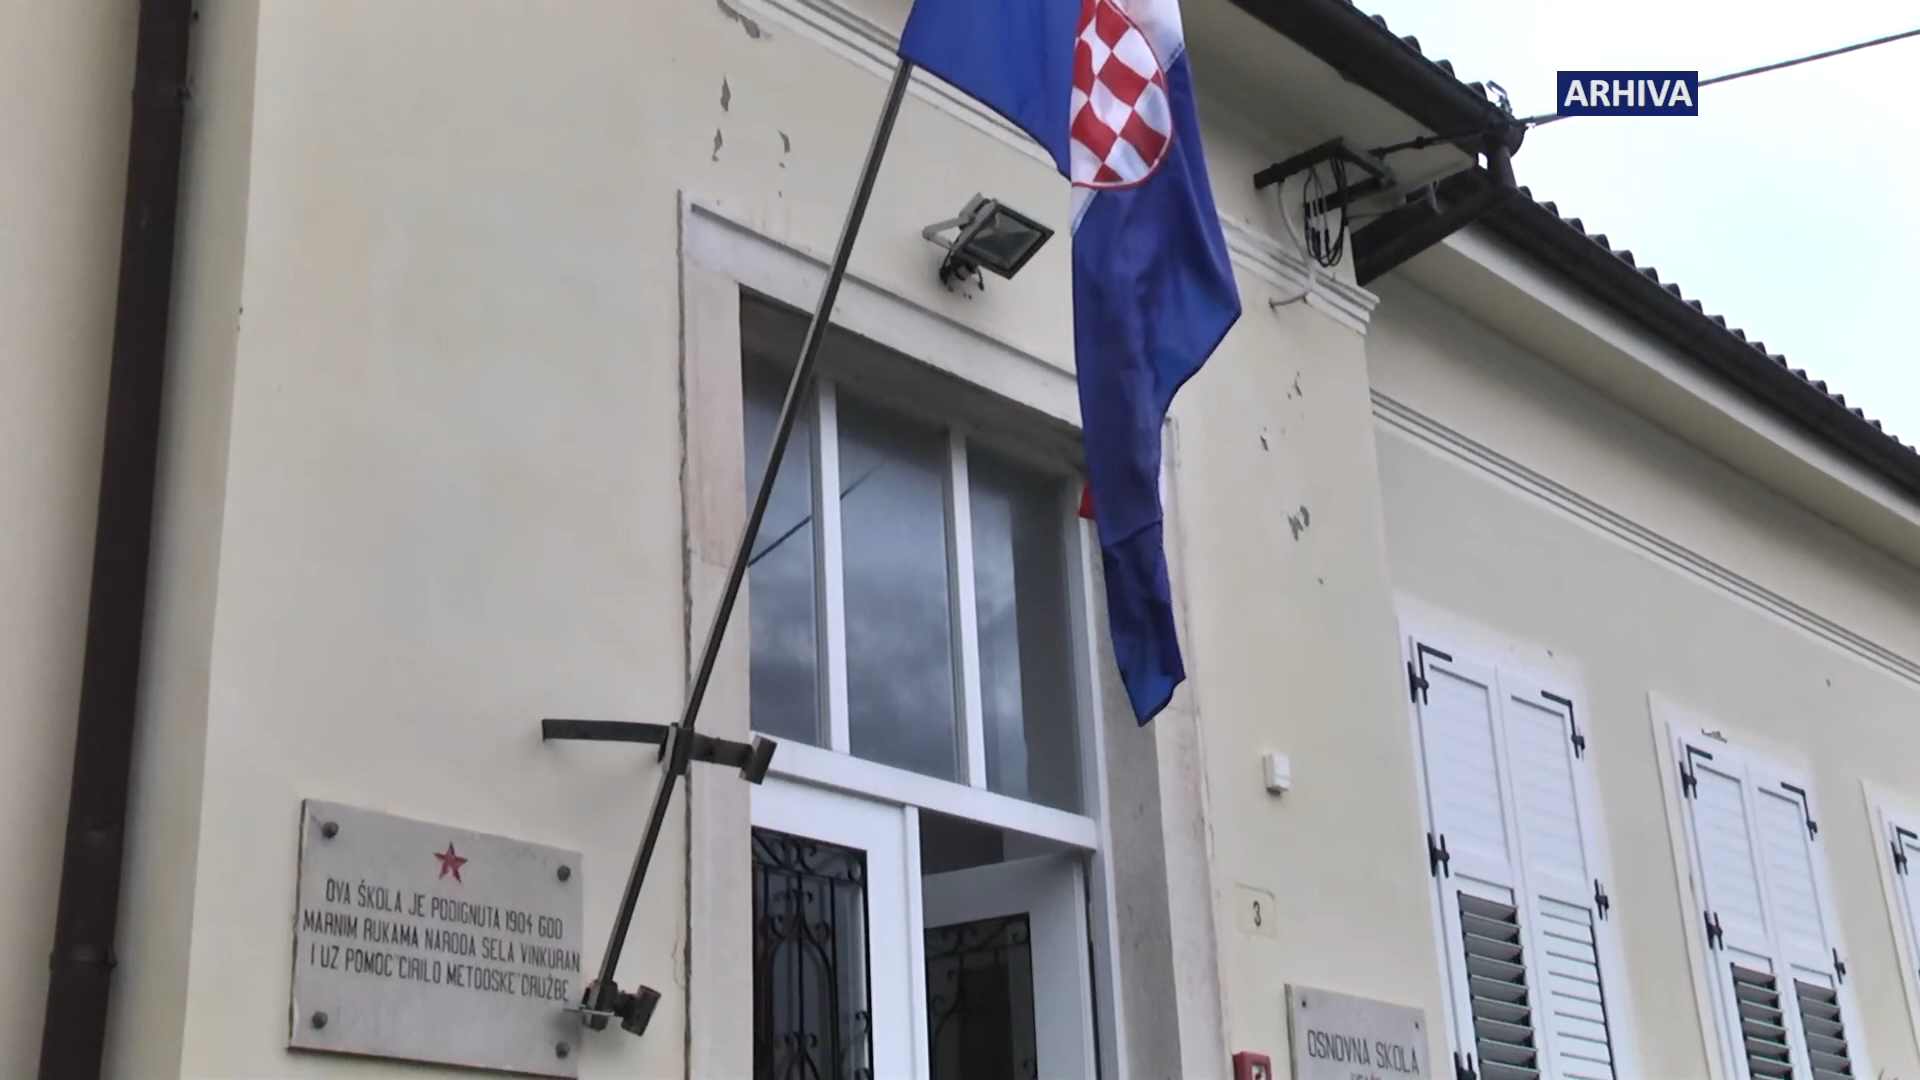 ARHIVA
OVA ŠKOLA JE PODIGNUTA 1904 GOD
MARNIM RUKAMA NARODA SELA VINKURAN
I UZ POMOĆ "CIRILO METODSKE" DRUŽBE
3
OSNOVNA ŠKOLA